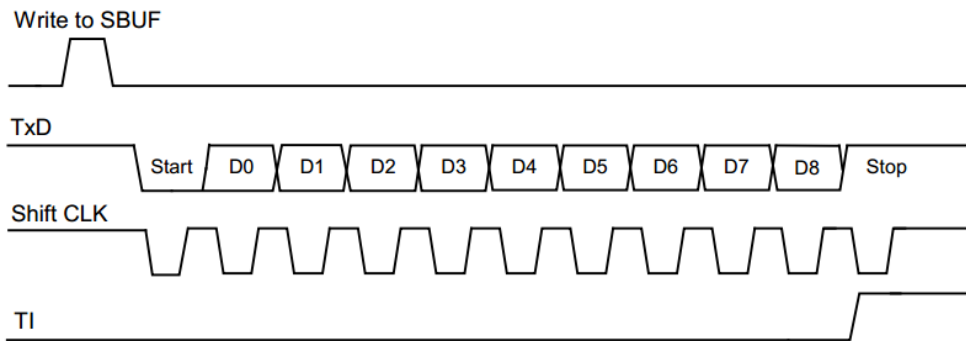 Write to SBUF
TxD
Start D0 D1 D2 D3 D4 D5 D6 D7 D8 Stop
Shift CLK
TI